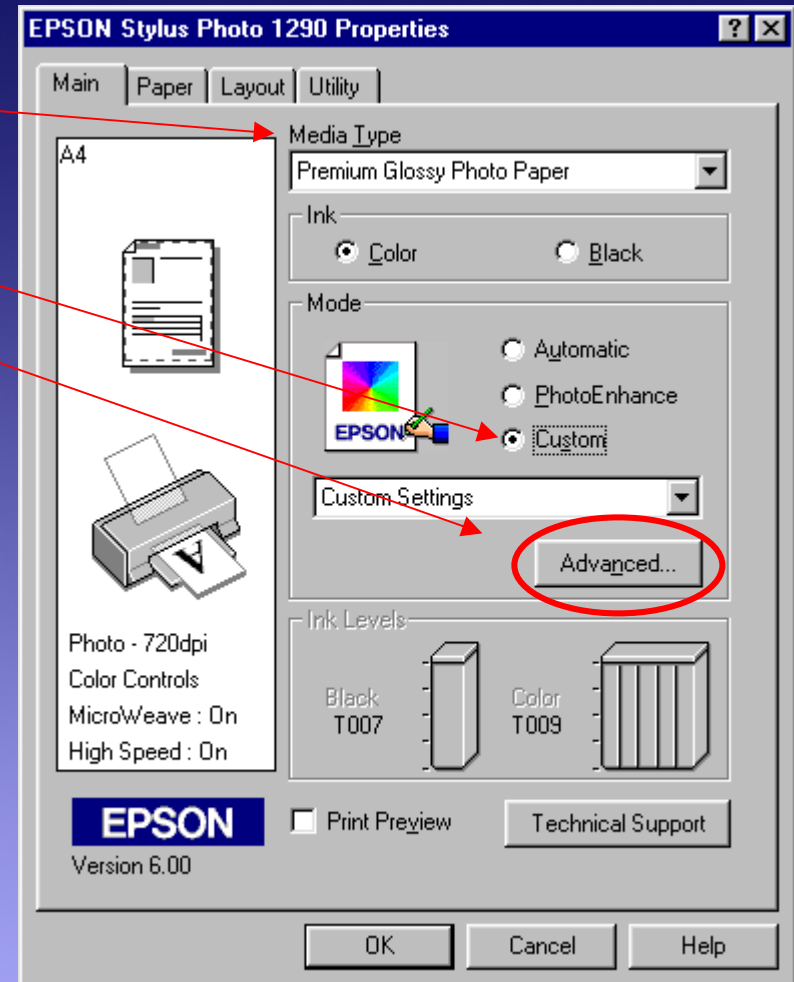 EPSON Stylus Photo 1290 Properties
Main Paper Layout Utility
A4
Media Type
Premium Glossy Photo Paper
Ink
Color Black
Mode
Automatic
PhotoEnhance
EPSON
Custom
Custom Settings
Advanced...
A
Photo - 720dpi
Color Controls
MicroWeave : On
High Speed : On
Ink Levels
Black
T007
Color
T009
EPSON
Version 6.00
Print Preview
Technical Support
OK Cancel Help